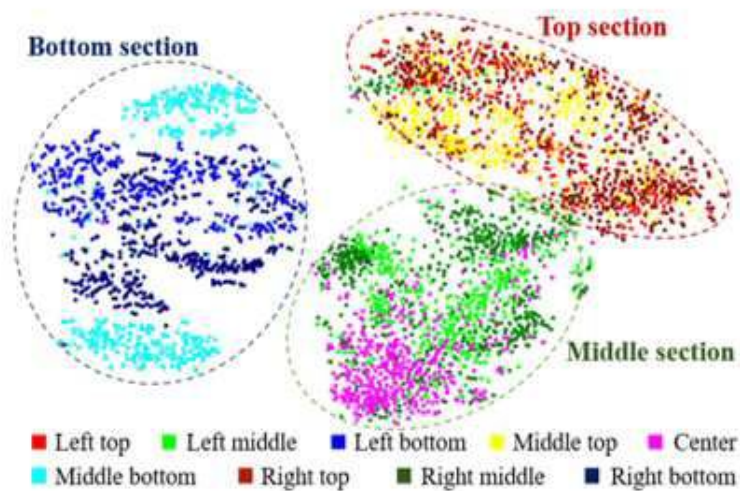 Bottom section
Top section
Middle section
Left top Left middle Left bottom Middle top Center
Middle bottom Right top Right middle Right bottom